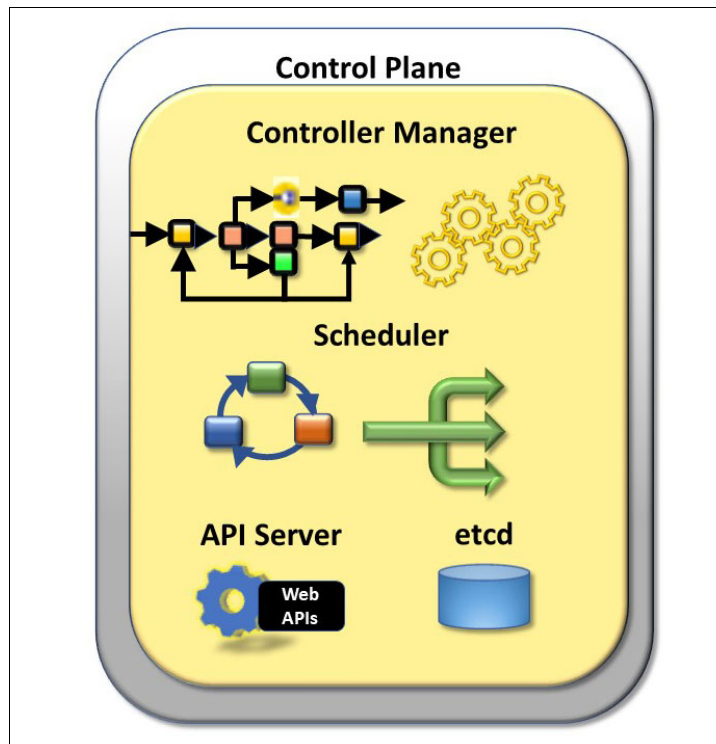 Control Plane
Controller Manager
Scheduler
API Server
etcd
Web
APIs